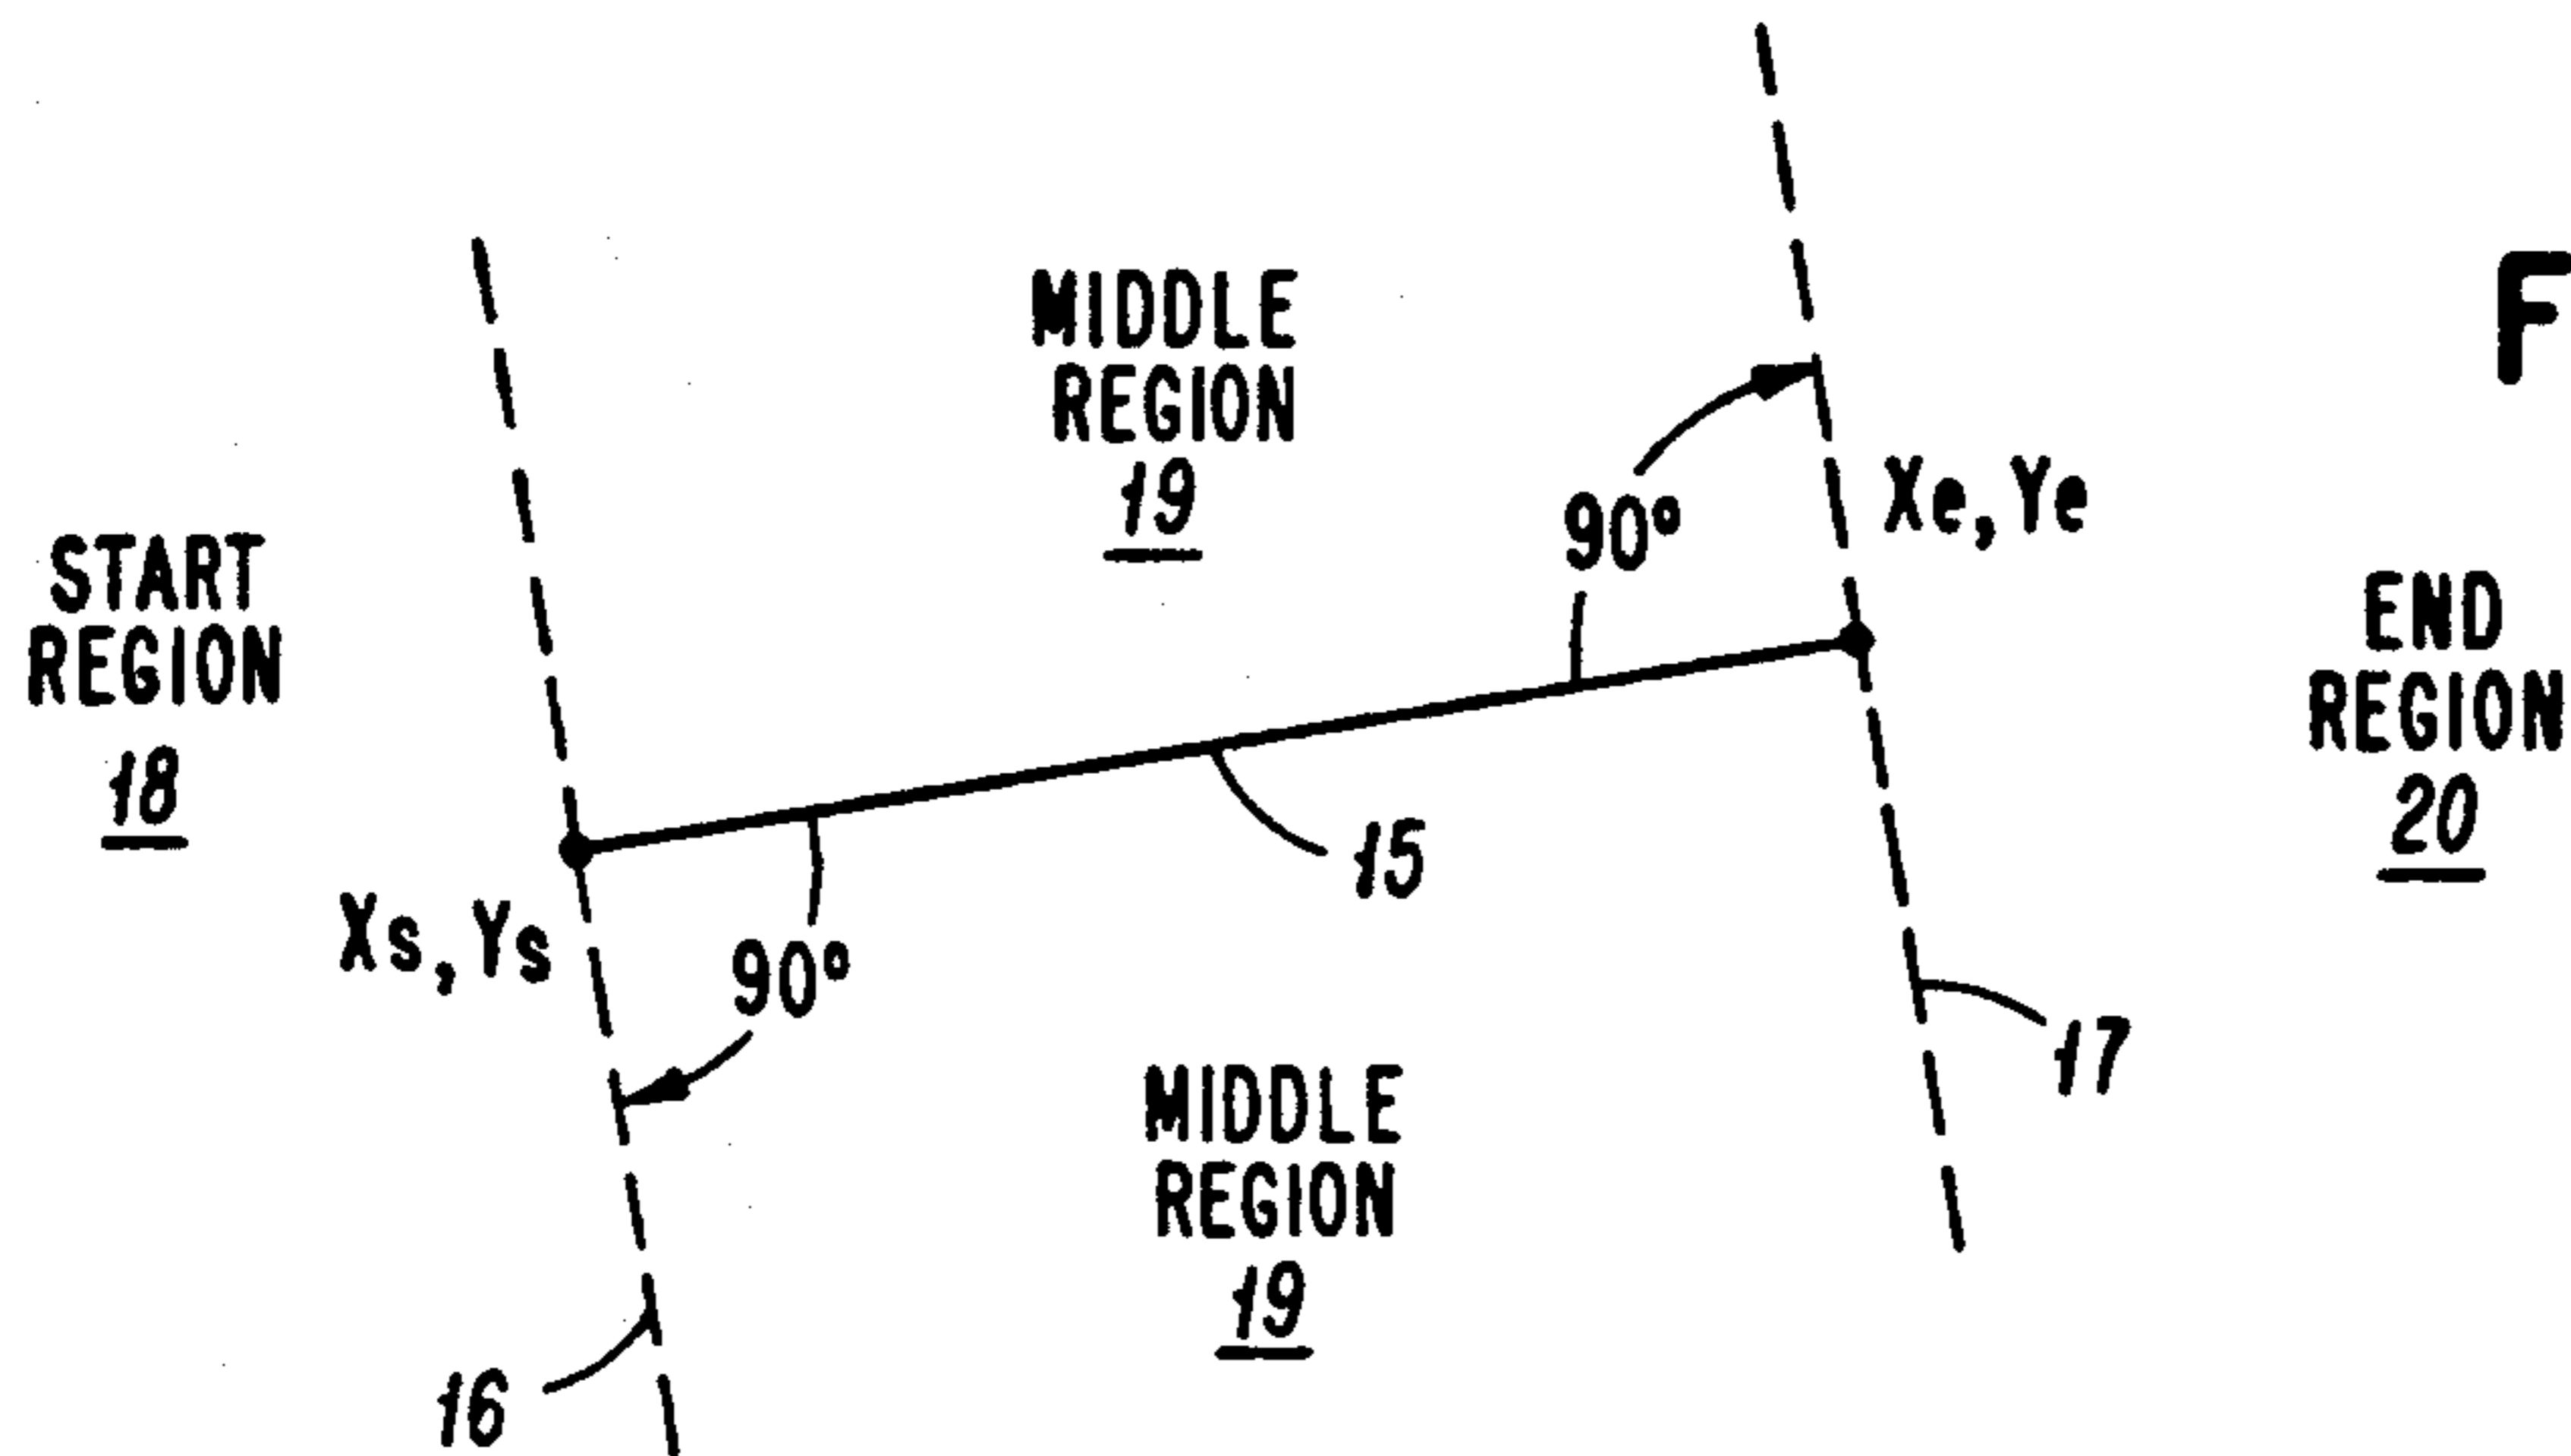 MIDDLE
REGION
19
F
START
REGION
18
90°
Xe, Ye
END
REGION
20
15
Xs, Ys
90°
17
MIDDLE
REGION
19
16